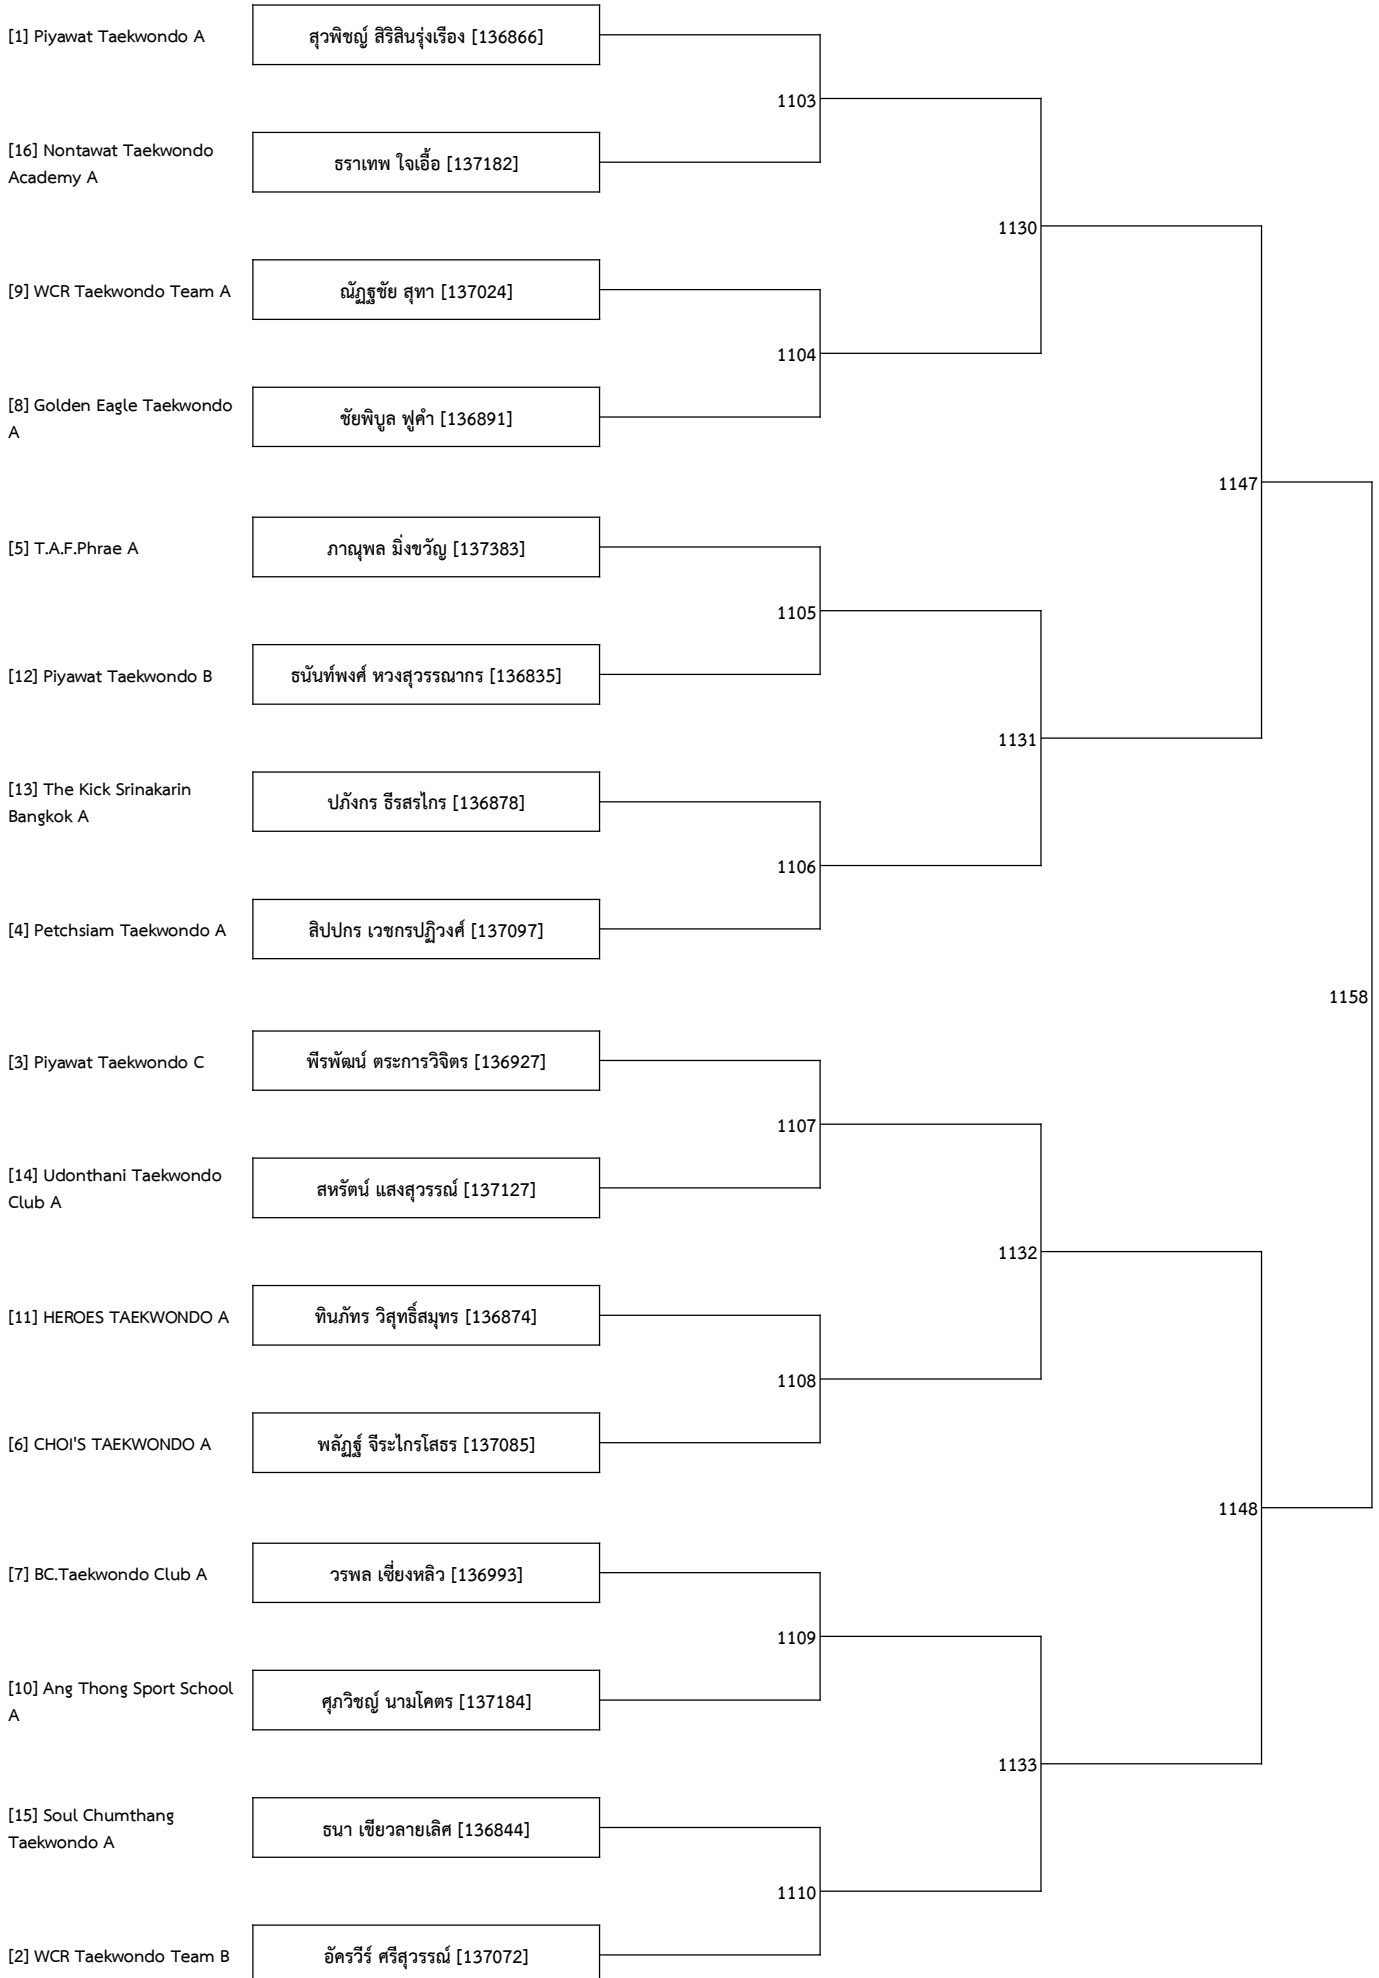 [1] Piyawat Taekwondo A
สุวพิชญ์ สิริสินรุ่งเรือง [136866]
1103
[16] Nontawat Taekwondo
Academy A
ธราเทพ ใจเอื้อ [137182]
1130
[9] WCR Taekwondo Team A
ณัฏฐชัย สุทา [137024]
1104
[8] Golden Eagle Taekwondo
A
ชัยพิบูล ฟูคำ [136891]
1147
[5] T.A.F.Phrae A
ภาณุพล มิ่งขวัญ [137383]
1105
[12] Piyawat Taekwondo B
ธนันท์พงศ์ หวงสุวรรณากร [136835]
1131
[13] The Kick Srinakarin
Bangkok A
ปภังกร ธีรสรไกร [136878]
1106
[4] Petchsiam Taekwondo A
สิปปกร เวชกรปฏิวงศ์ [137097]
1158
[3] Piyawat Taekwondo C
พีรพัฒน์ ตระการวิจิตร [136927]
1107
[14] Udonthani Taekwondo
Club A
สหรัตน์ แสงสุวรรณ์ [137127]
1132
[11] HEROES TAEKWONDO A
ทินภัทร วิสุทธิ์สมุทร [136874]
1108
[6] CHOI'S TAEKWONDO A
พลัฏฐ์ จีระไกรโสธร [137085]
1148
[7] BC.Taekwondo Club A
วรพล เซี่ยงหลิว [136993]
1109
[10] Ang Thong Sport School
A
ศุภวิชญ์ นามโคตร [137184]
1133
[15] Soul Chumthang
Taekwondo A
ธนา เขียวลายเลิศ [136844]
1110
[2] WCR Taekwondo Team B
อัครวีร์ ศรีสุวรรณ์ [137072]